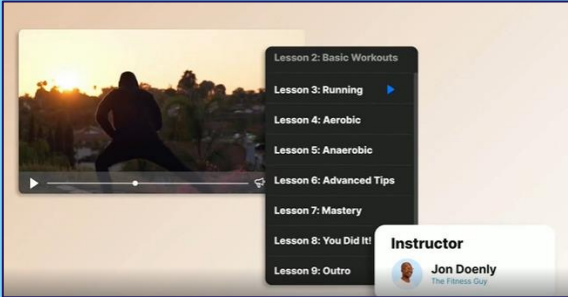 Lesson 2: Basic Workouts
Lesson 3: Running
Lesson 4: Aerobic
Lesson 5: Anaerobic
Lesson 6: Advanced Tips
Lesson 7: Mastery
Lesson 8: You Did It!
Lesson 9: Outro
Instructor
Jon Doenly
The Fitness Guy